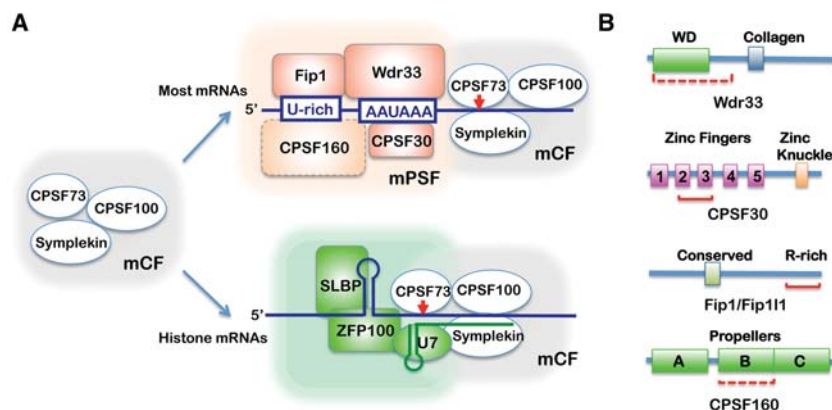 A
Most mRNAs
5'
Fip1
Wdr33
U-rich
AAUAAA
CPSF160
CPSF30
mPSF
CPSF73
CPSF100
Symplekin
mCF
CPSF73
CPSF100
Symplekin
mCF
Histone mRNAs
5'
SLBP
ZFP100
U7
CPSF73
CPSF100
Symplekin
mCF
B
WD
Collagen
Wdr33
Zinc Fingers
Zinc
Knuckle
1 2 3 4 5
CPSF30
Conserved
R-rich
Fip1/Fip1l1
Propellers
A B C
CPSF160